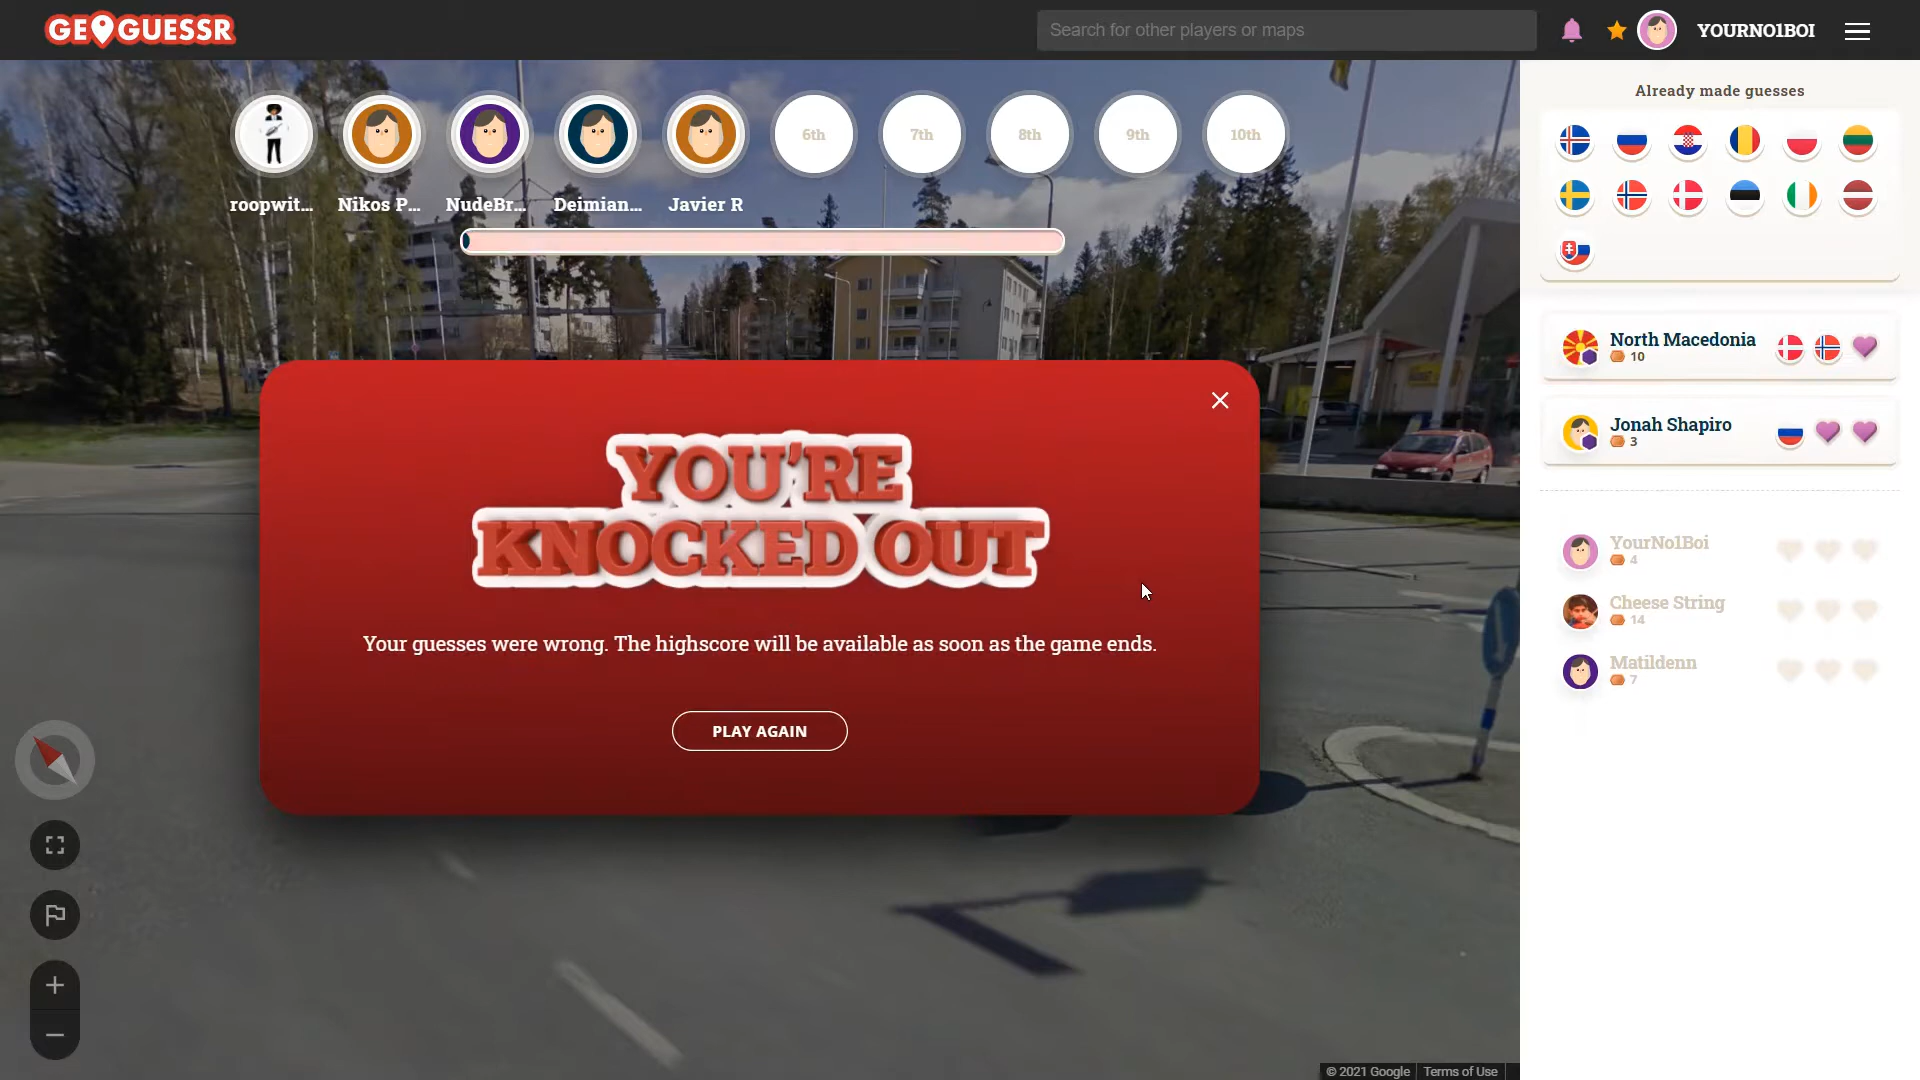 GEOGUESSR
Search for other players or maps
YOURNO1BOI
Already made guesses
6th
7th
8th
9th
10th
roopwit...
Nikos P...
NudeBr...
Deimian...
Javier R
North Macedonia
10
Jonah Shapiro
3
YOU'RE
KNOCKED OUT
Your guesses were wrong. The highscore will be available as soon as the game ends.
PLAY AGAIN
YourNo1Boi
4
Cheese String
14
Matildenn
7
© 2021 Google
Terms of Use